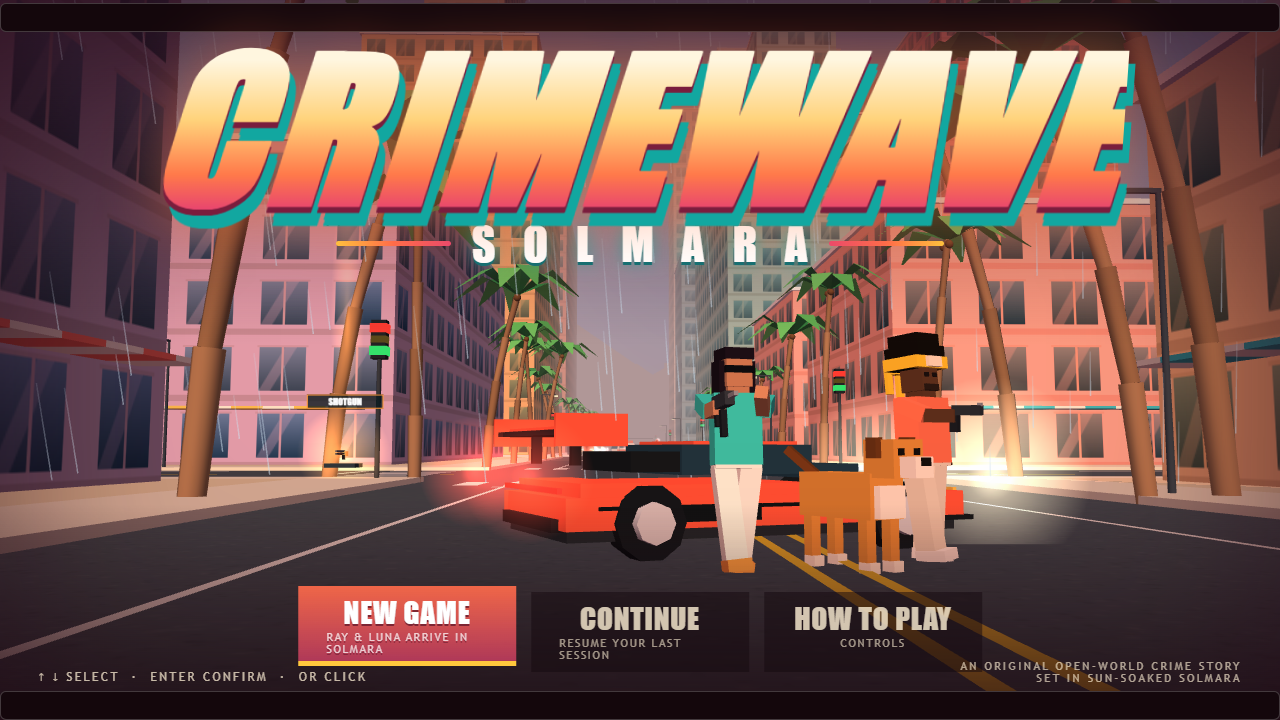 CRIMEWAVE
SOLMARA
SHOTGUN
NEW GAME
RAY & LUNA ARRIVE IN
SOLMARA
CONTINUE
RESUME YOUR LAST
SESSION
HOW TO PLAY
CONTROLS
↑ ↓ SELECT · ENTER CONFIRM · OR CLICK
AN ORIGINAL OPEN-WORLD CRIME STORY
SET IN SUN-SOAKED SOLMARA